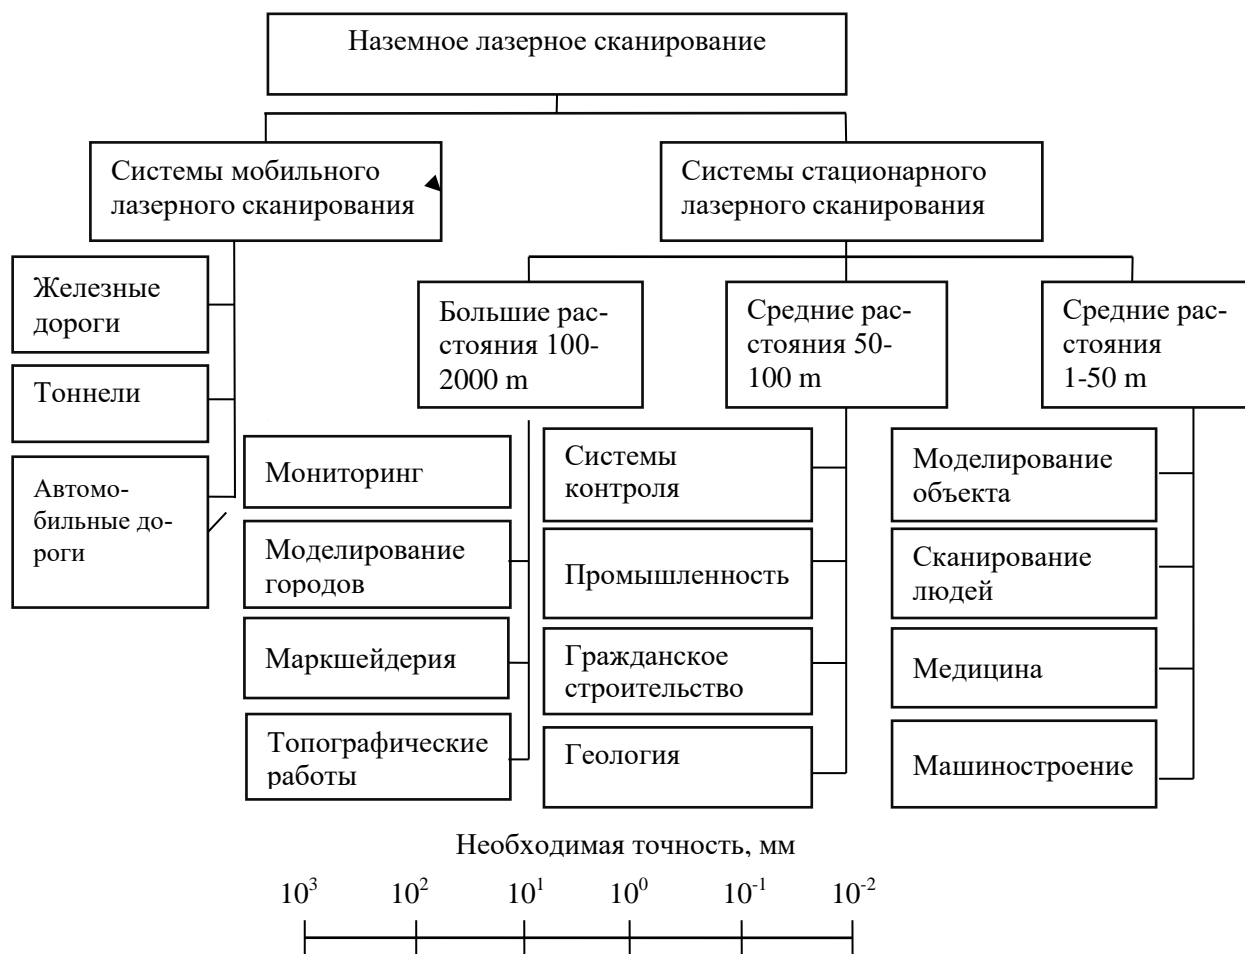 Наземное лазерное сканирование
Системы мобильного
лазерного сканирования
Системы стационарного
лазерного сканирования
Железные
дороги
Тоннели
Автомо-
бильные до-
роги
Большие рас-
стояния 100-
2000 m
Средние рас-
стояния 50-
100 m
Средние рас-
стояния
1-50 m
Мониторинг
Моделирование
городов
Маркшейдерия
Топографические
работы
Системы
контроля
Промышленность
Гражданское
строительство
Геология
Моделирование
объекта
Сканирование
людей
Медицина
Машиностроение
Необходимая точность, мм
10³ 10² 10¹ 10⁰ 10⁻¹ 10⁻²